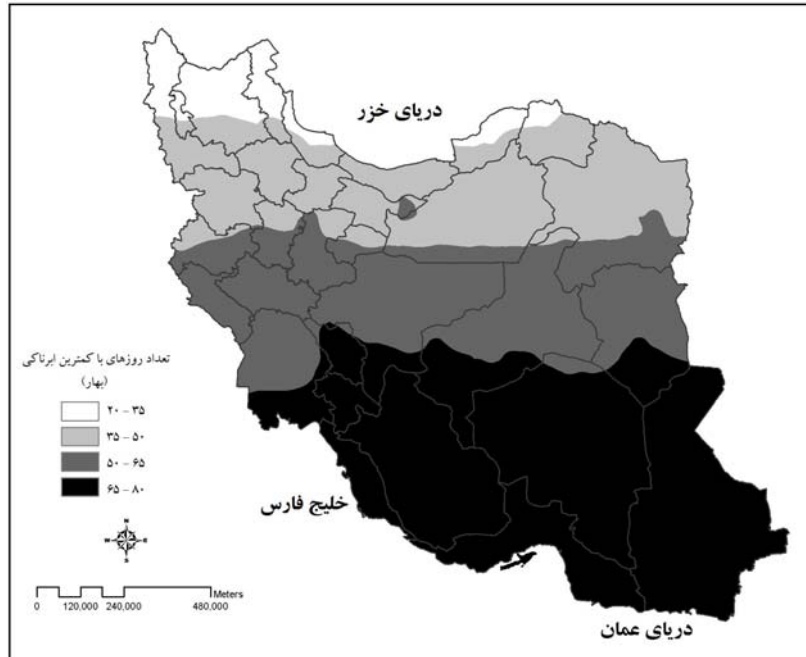 دریای خزر
تعداد روزهای با کمترین ابرناکی
(بهار)
۲۰ – ۳۵
۳۵ – ۵۰
۵۰ – ۶۵
۶۵ – ۸۰
خلیج فارس
دریای عمان
N
W E
S
Meters
0 120,000 240,000 480,000